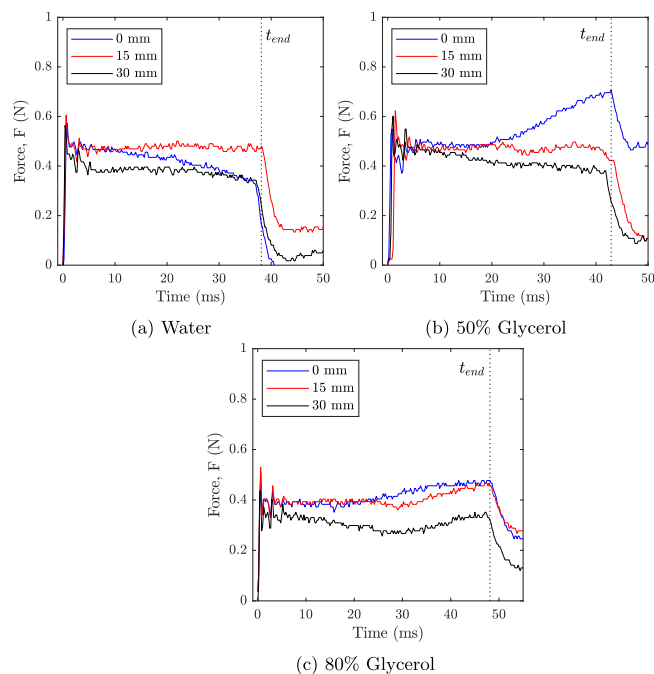 0 mm
15 mm
30 mm
t_end
1
0.8
0.6
0.4
0.2
0
Force, F (N)
0 10 20 30 40 50
Time (ms)
(a) Water
0 mm
15 mm
30 mm
t_end
1
0.8
0.6
0.4
0.2
0
Force, F (N)
0 10 20 30 40 50
Time (ms)
(b) 50% Glycerol
0 mm
15 mm
30 mm
t_end
1
0.8
0.6
0.4
0.2
0
Force, F (N)
0 10 20 30 40 50
Time (ms)
(c) 80% Glycerol